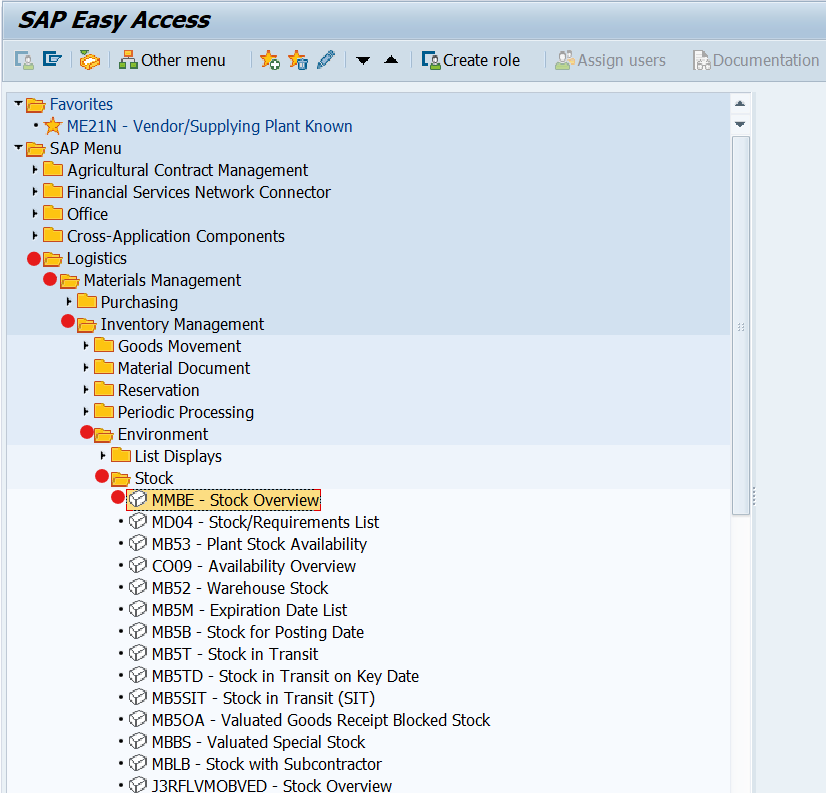 SAP Easy Access
Other menu Create role Assign users Documentation
Favorites
ME21N - Vendor/Supplying Plant Known
SAP Menu
Agricultural Contract Management
Financial Services Network Connector
Office
Cross-Application Components
Logistics
Materials Management
Purchasing
Inventory Management
Goods Movement
Material Document
Reservation
Periodic Processing
Environment
List Displays
Stock
MMBE - Stock Overview
MD04 - Stock/Requirements List
MB53 - Plant Stock Availability
CO09 - Availability Overview
MB52 - Warehouse Stock
MB5M - Expiration Date List
MB5B - Stock for Posting Date
MB5T - Stock in Transit
MB5TD - Stock in Transit on Key Date
MB5SIT - Stock in Transit (SIT)
MB5OA - Valuated Goods Receipt Blocked Stock
MBBS - Valuated Special Stock
MBLB - Stock with Subcontractor
J3RFLVMOBVED - Stock Overview